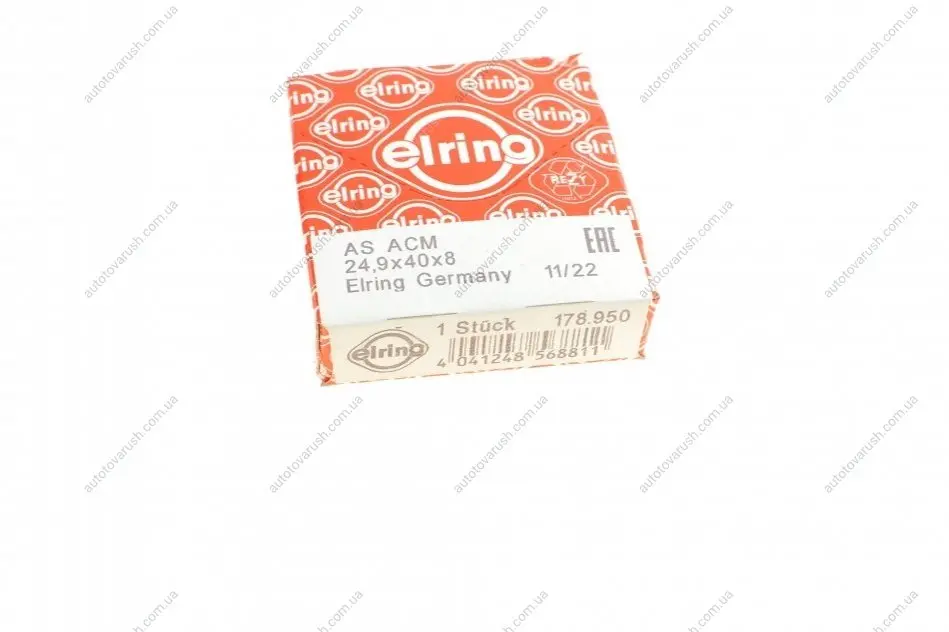 elring
REZY
AS ACM
24,9x40x8
Elring Germany 11/22
EAC
1 Stück 178.950
elring
4 041248 568811
autotovarush.com.ua